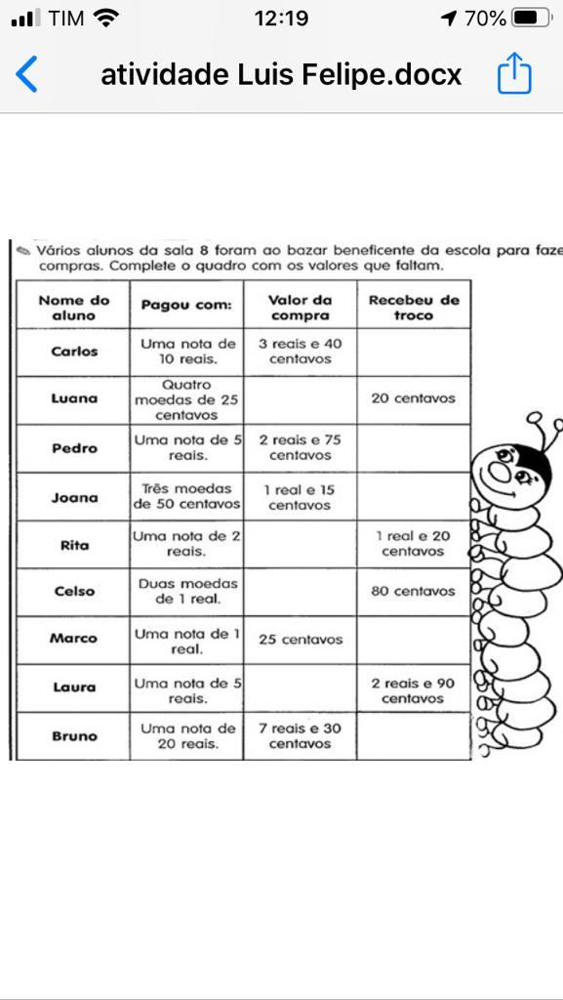 TIM 12:19 70%
atividade Luis Felipe.docx
Vários alunos da sala 8 foram ao bazar beneficente da escola para faze
compras. Complete o quadro com os valores que faltam.
Nome do
aluno
Pagou com:
Valor da
compra
Recebeu de
troco
Carlos
Uma nota de
10 reais.
3 reais e 40
centavos
Luana
Quatro
moedas de 25
centavos
20 centavos
Pedro
Uma nota de 5
reais.
2 reais e 75
centavos
Joana
Três moedas
de 50 centavos
1 real e 15
centavos
Rita
Uma nota de 2
reais.
1 real e 20
centavos
Celso
Duas moedas
de 1 real.
80 centavos
Marco
Uma nota de 1
real.
25 centavos
Laura
Uma nota de 5
reais.
2 reais e 90
centavos
Bruno
Uma nota de
20 reais.
7 reais e 30
centavos